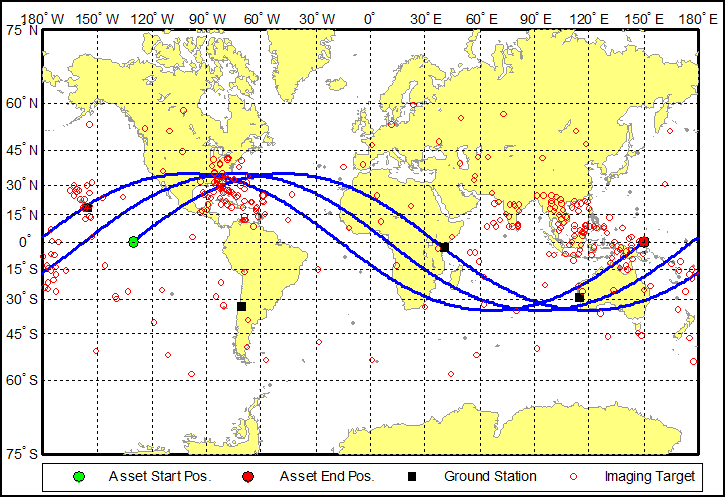 180° W 150° W 120° W 90° W 60° W 30° W 0° 30° E 60° E 90° E 120° E 150° E 180° E
75° N
60° N
45° N
30° N
15° N
0°
15° S
30° S
45° S
60° S
75° S
Asset Start Pos. Asset End Pos. Ground Station Imaging Target